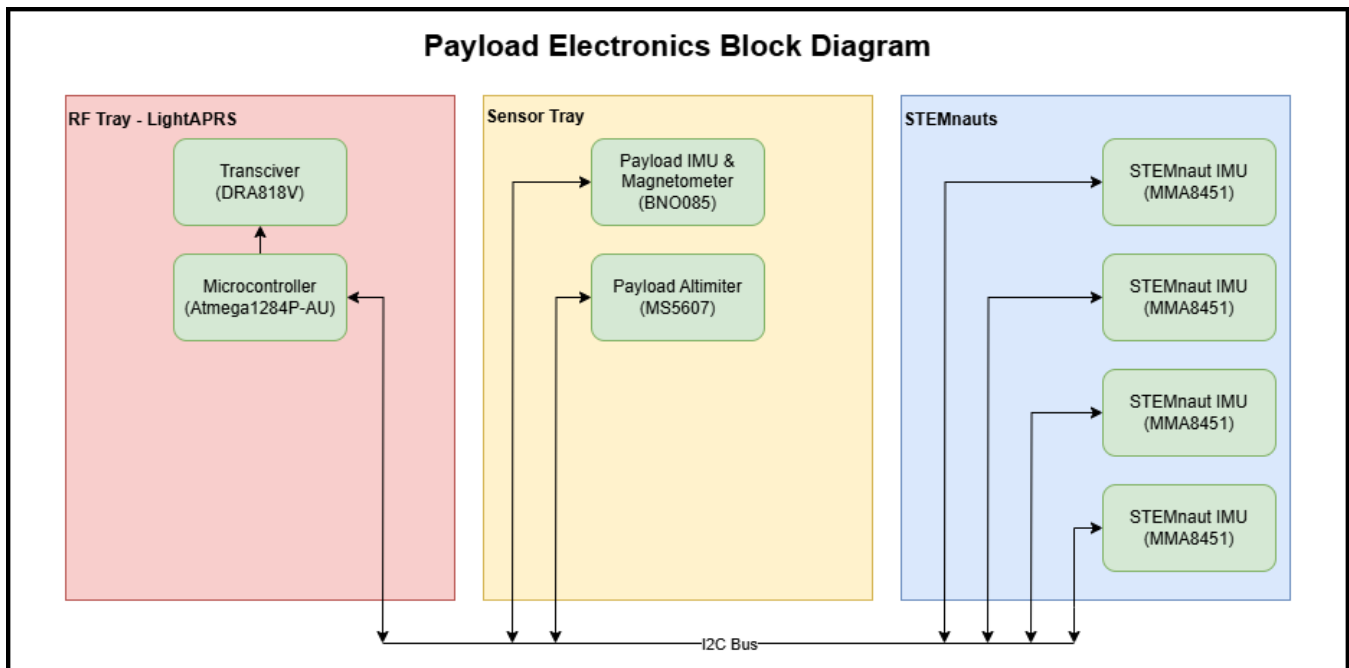 Payload Electronics Block Diagram
RF Tray - LightAPRS
Transciver
(DRA818V)
Microcontroller
(Atmega1284P-AU)
Sensor Tray
Payload IMU &
Magnetometer
(BNO085)
Payload Altimiter
(MS5607)
STEMnauts
STEMnaut IMU
(MMA8451)
STEMnaut IMU
(MMA8451)
STEMnaut IMU
(MMA8451)
STEMnaut IMU
(MMA8451)
I2C Bus